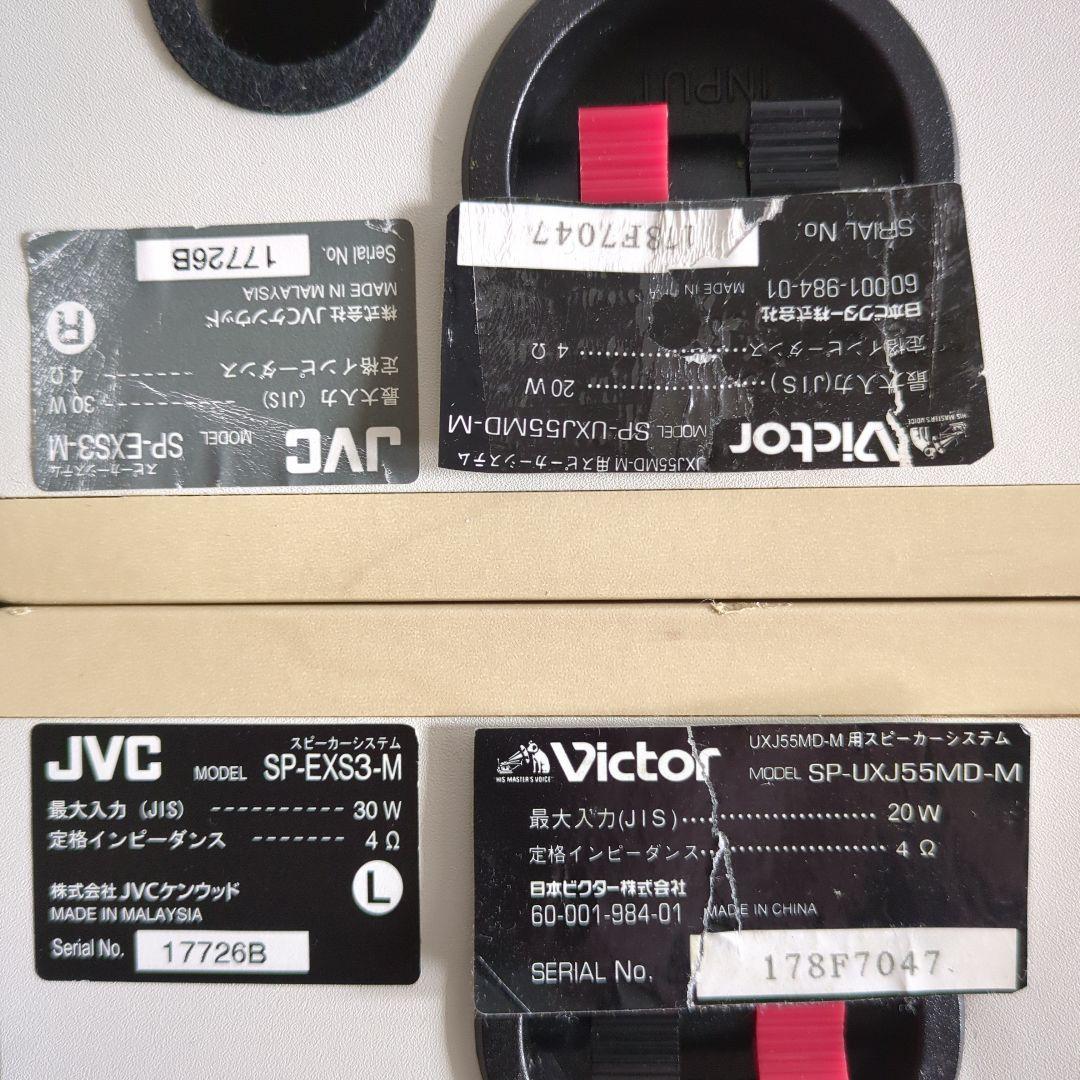 INPUT
SERIAL No.
178F7047
60-001-984-01
MADE IN
日本ビクター株式会社
定格インピーダンス 4Ω
最大入力(JIS) 20W
HIS MASTER'S VOICE
Victor
MODEL SP-UXJ55MD-M
JXJ55MD-M用スピーカーシステム
JVC
スピーカーシステム
MODEL SP-EXS3-M
最大入力 (JIS) 30W
定格インピーダンス 4Ω
株式会社JVCケンウッド
R
MADE IN MALAYSIA
Serial No. 17726B
JVC
スピーカーシステム
MODEL SP-EXS3-M
最大入力 (JIS) 30W
定格インピーダンス 4Ω
株式会社JVCケンウッド
L
MADE IN MALAYSIA
Serial No. 17726B
HIS MASTER'S VOICE
Victor
UXJ55MD-M用スピーカーシステム
MODEL SP-UXJ55MD-M
最大入力(JIS) 20W
定格インピーダンス 4Ω
日本ビクター株式会社
60-001-984-01 MADE IN CHINA
SERIAL No. 178F7047